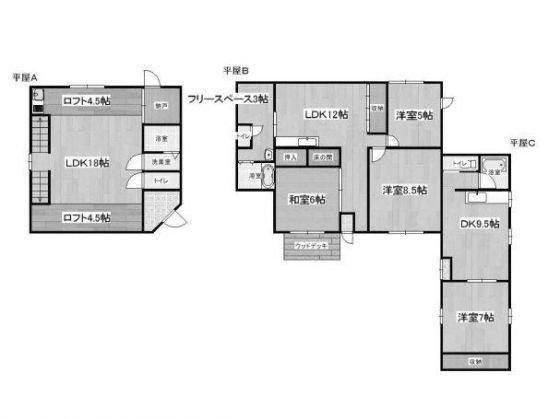 平屋A
ロフト4.5帖
納戸
浴室
LDK18帖
洗面室
トイレ
ロフト4.5帖
平屋B
フリースペース3帖
LDK12帖
収納
洋室5帖
トイレ
押入
床の間
浴室
和室6帖
洋室8.5帖
ウッドデッキ
平屋C
トイレ
浴室
DK9.5帖
洋室7帖
収納